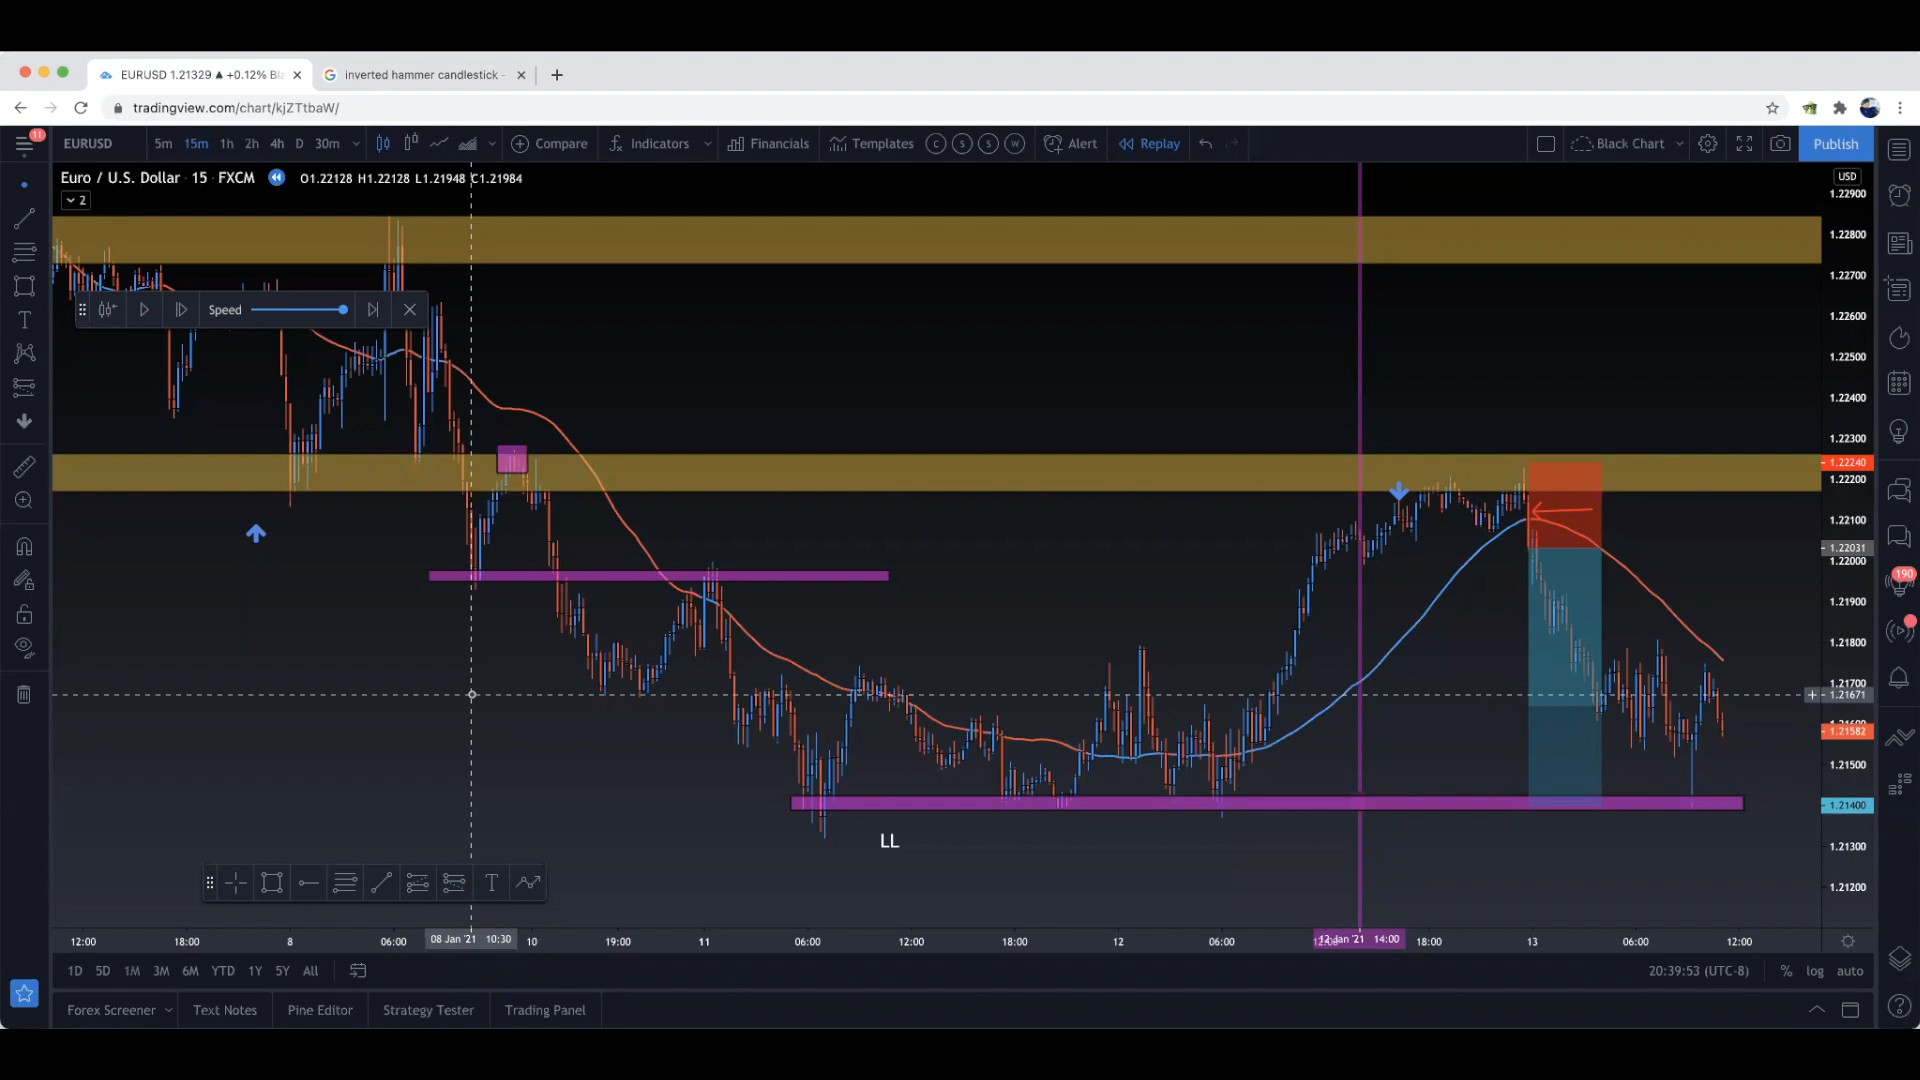 EURUSD 1.21329 ▲ +0.12% Bla
inverted hammer candlestick -
tradingview.com/chart/kjZTtbaW/
11
EURUSD 5m 15m 1h 2h 4h D 30m Compare Indicators Financials Templates C S S W Alert Replay Black Chart Publish
Euro / U.S. Dollar · 15 · FXCM O1.22128 H1.22128 L1.21948 C1.21984
2
USD
1.22900
1.22800
1.22700
Speed
1.22600
1.22500
1.22400
1.22300
1.22240
1.22200
1.22100
1.22031
1.22000
190
1.21900
1.21800
1.21700
1.21671
1.21582
1.21500
1.21400
LL
1.21300
T
1.21200
12:00 18:00 8 06:00 08 Jan '21 10:30 10 19:00 11 06:00 12:00 18:00 12 06:00 12 Jan '21 14:00 18:00 13 06:00 12:00
1D 5D 1M 3M 6M YTD 1Y 5Y All 20:39:53 (UTC-8) % log auto
Forex Screener Text Notes Pine Editor Strategy Tester Trading Panel